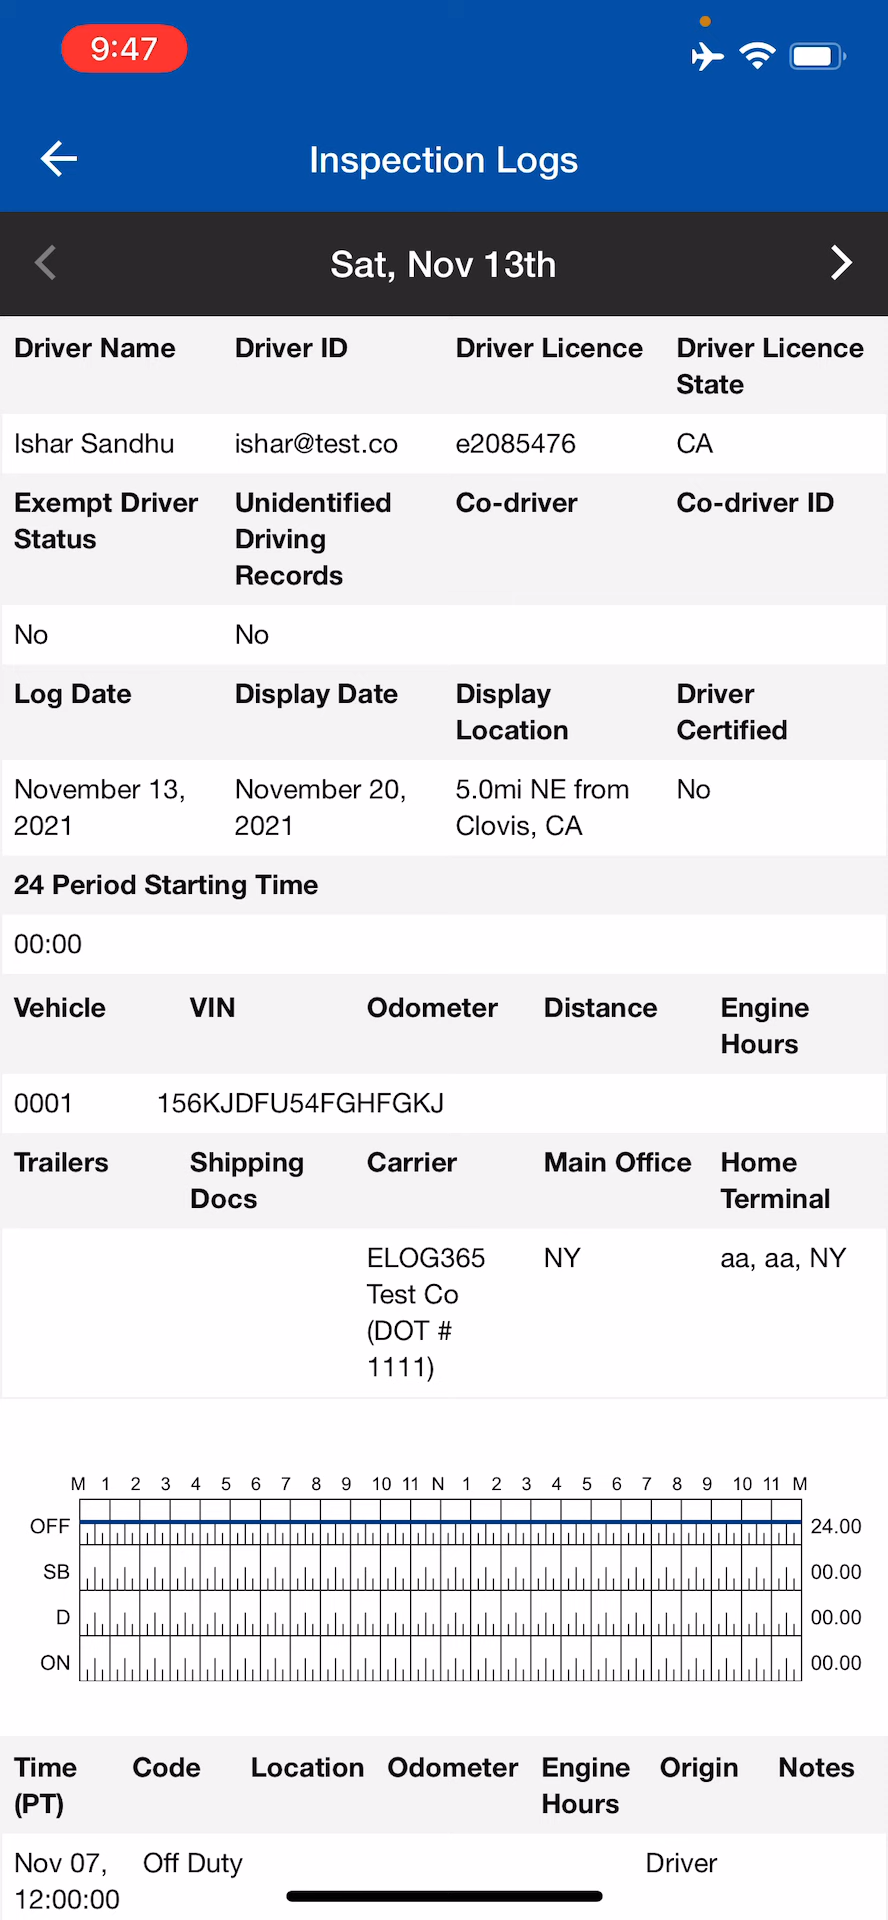 9:47
Inspection Logs
Sat, Nov 13th
Driver Name Driver ID Driver Licence Driver Licence State
Ishar Sandhu ishar@test.co e2085476 CA
Exempt Driver Status Unidentified Driving Records Co-driver Co-driver ID
No No
Log Date Display Date Display Location Driver Certified
November 13, 2021 November 20, 2021 5.0mi NE from Clovis, CA No
24 Period Starting Time
00:00
Vehicle VIN Odometer Distance Engine Hours
0001 156KJDFU54FGHFGKJ
Trailers Shipping Docs Carrier Main Office Home Terminal
ELOG365 Test Co (DOT # 1111) NY aa, aa, NY
M 1 2 3 4 5 6 7 8 9 10 11 N 1 2 3 4 5 6 7 8 9 10 11 M
OFF 24.00
SB 00.00
D 00.00
ON 00.00
Time (PT) Code Location Odometer Engine Hours Origin Notes
Nov 07, 12:00:00 Off Duty Driver